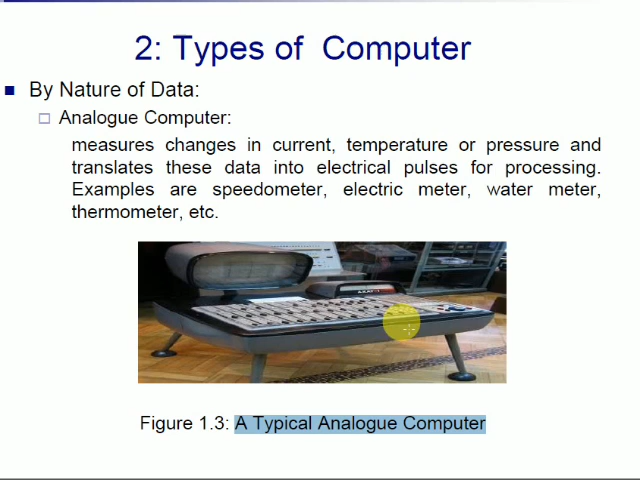 2: Types of Computer
By Nature of Data:
Analogue Computer:
measures changes in current, temperature or pressure and
translates these data into electrical pulses for processing.
Examples are speedometer, electric meter, water meter,
thermometer, etc.
Figure 1.3: A Typical Analogue Computer